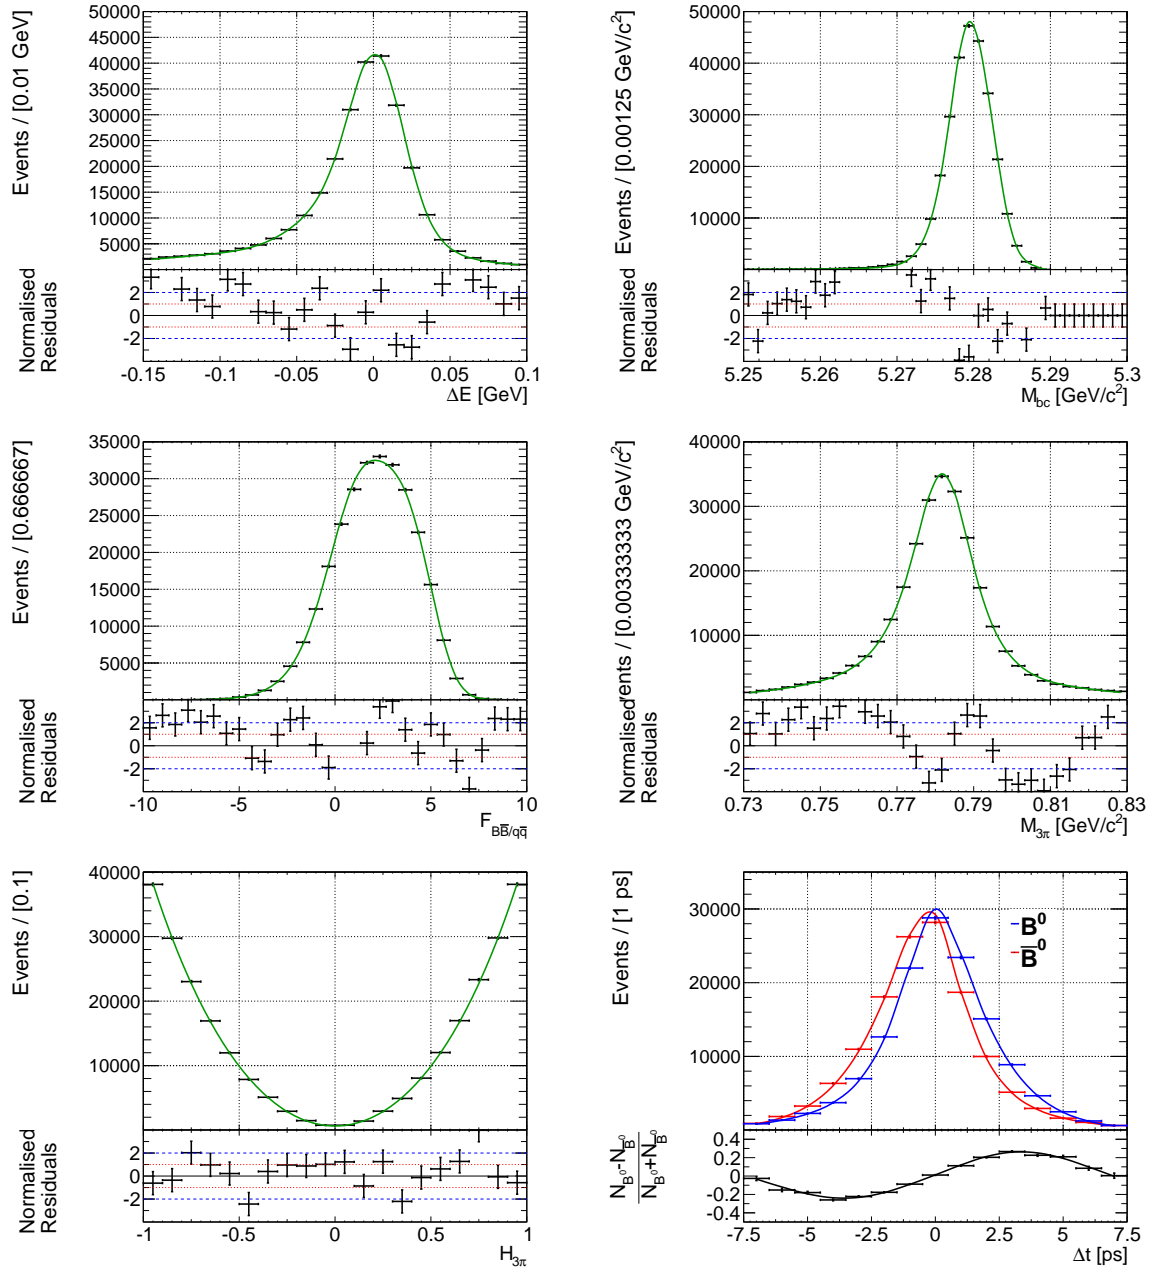 Events / [0.01 GeV]
50000
45000
40000
35000
30000
25000
20000
15000
10000
5000
Normalised
Residuals
2
0
-2
-0.15 -0.1 -0.05 0 0.05 0.1
ΔE [GeV]
Events / [0.00125 GeV/c²]
50000
40000
30000
20000
10000
Normalised
Residuals
2
0
-2
5.25 5.26 5.27 5.28 5.29 5.3
M_bc [GeV/c²]
Events / [0.666667]
35000
30000
25000
20000
15000
10000
5000
Normalised
Residuals
2
0
-2
-10 -5 0 5 10
F_BB̅/qq̅
ents / [0.00333333 GeV/c²]
40000
30000
20000
10000
Normalised
Residuals
2
0
-2
0.73 0.75 0.77 0.79 0.81 0.83
M_3π [GeV/c²]
Events / [0.1]
40000
30000
20000
10000
Normalised
Residuals
2
0
-2
-1 -0.5 0 0.5 1
H_3π
Events / [1 ps]
30000
20000
10000
B⁰
B̅⁰
N_B⁰-N_B̅⁰
N_B⁰+N_B̅⁰
0.4
0.2
-0
-0.2
-0.4
-7.5 -5 -2.5 0 2.5 5 7.5
Δt [ps]